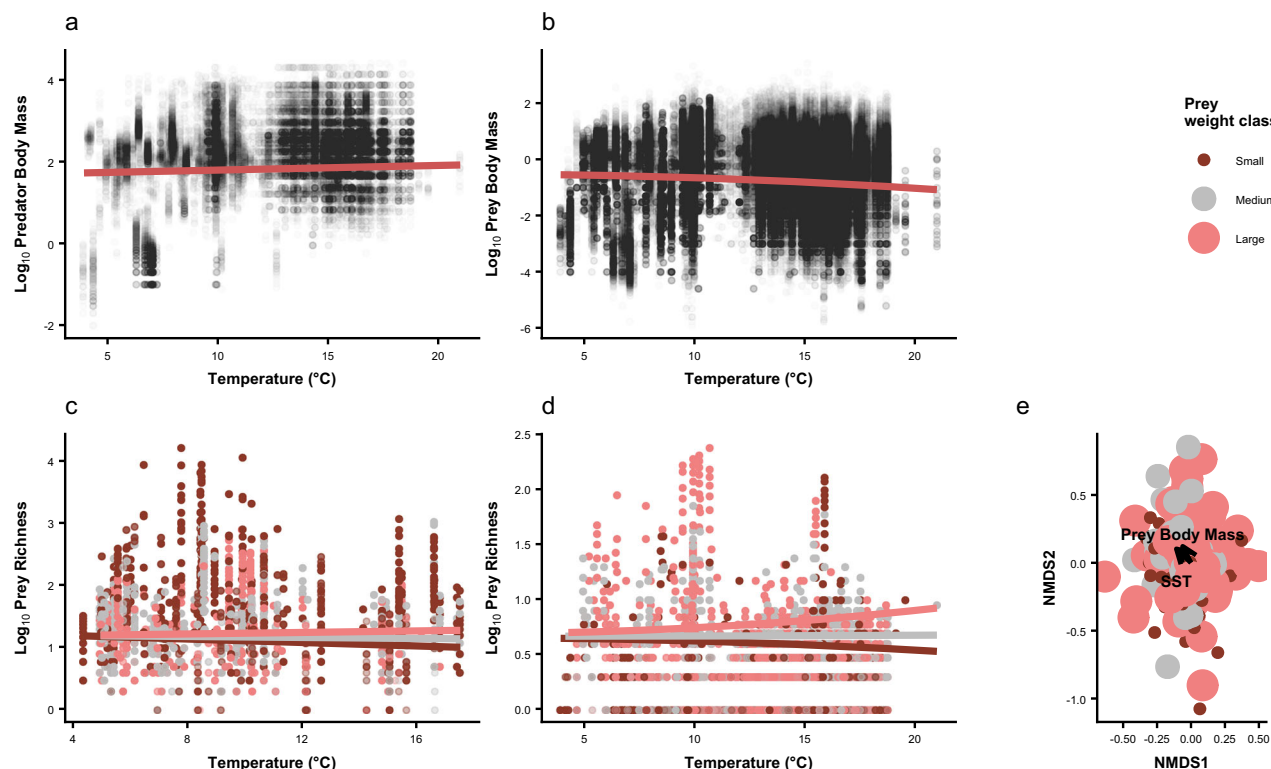 a
Log10 Predator Body Mass
4
2
0
-2
5
10
15
20
Temperature (°C)
b
Log10 Prey Body Mass
2
0
-2
-4
-6
5
10
15
20
Temperature (°C)
Prey
weight clas
Small
Medium
Large
c
Log10 Prey Richness
4
3
2
1
0
4
8
12
16
Temperature (°C)
d
Log10 Prey Richness
2.5
2.0
1.5
1.0
0.5
0.0
5
10
15
20
Temperature (°C)
e
NMDS2
0.5
0.0
-0.5
-1.0
Prey Body Mass
SST
-0.50
-0.25
0.00
0.25
0.50
NMDS1